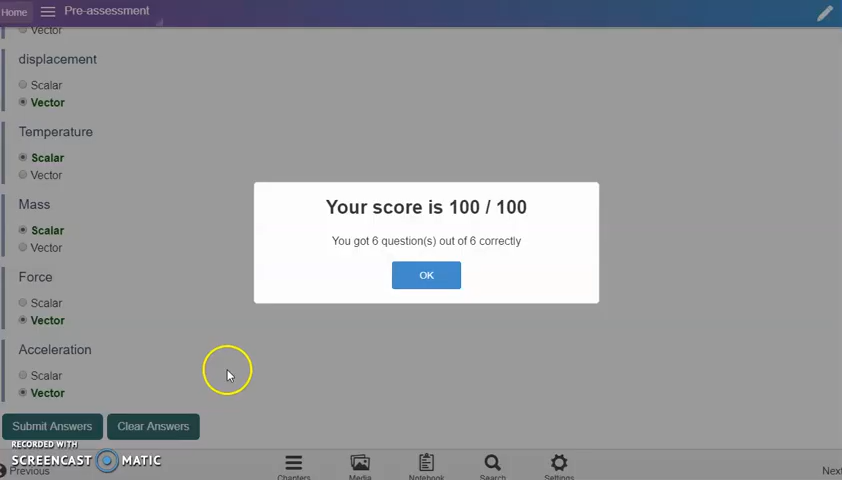 Home
Pre-assessment
Vector
displacement
Scalar
Vector
Temperature
Scalar
Vector
Mass
Scalar
Vector
Force
Scalar
Vector
Acceleration
Scalar
Vector
Your score is 100 / 100
You got 6 question(s) out of 6 correctly
OK
Submit Answers
Clear Answers
RECORDED WITH
SCREENCAST MATIC
Previous
Chapters
Media
Notebook
Search
Settings
Next